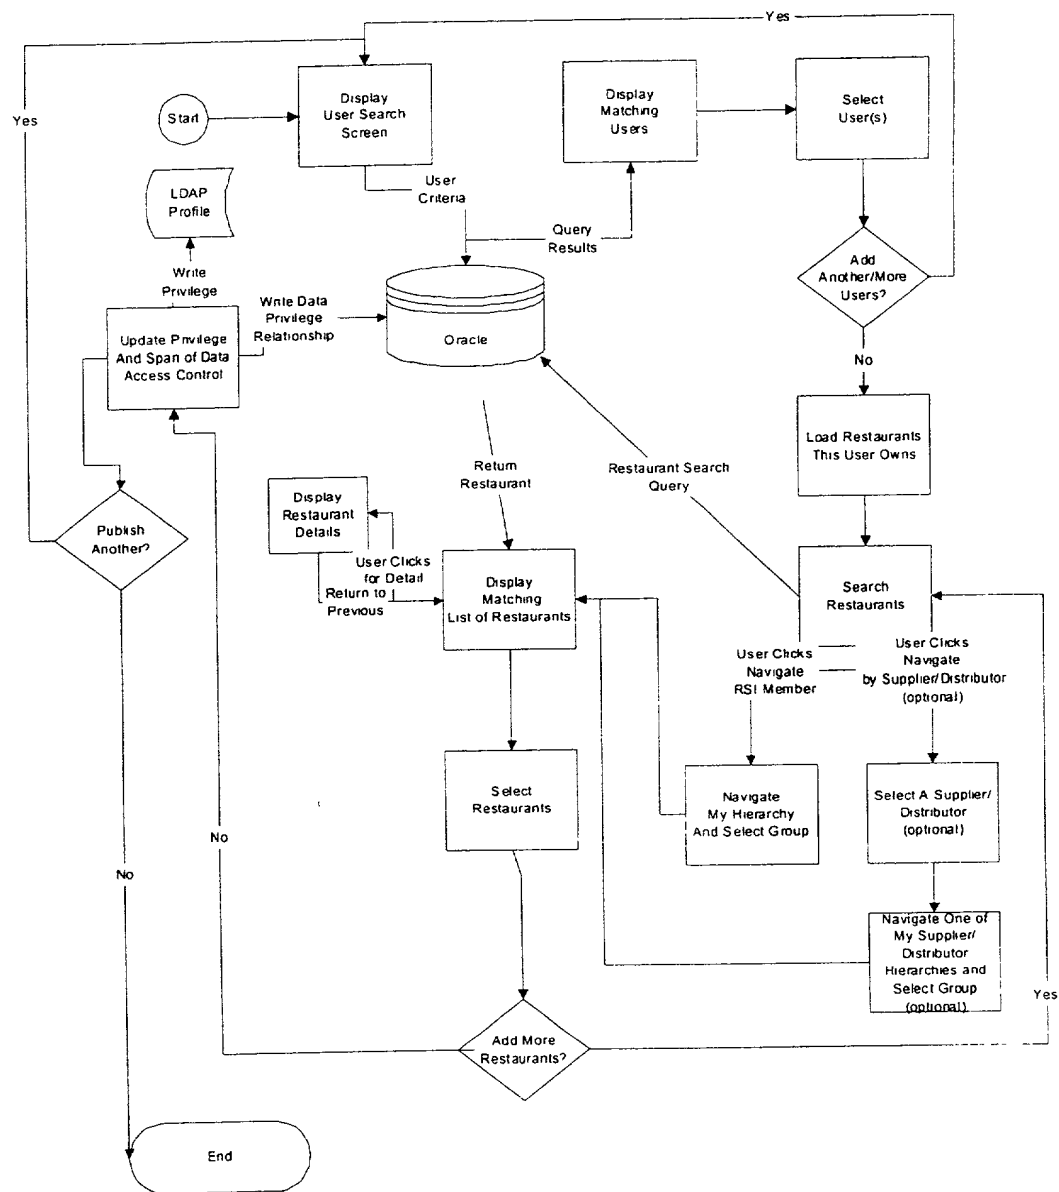 Yes
Yes
Start
Display
User Search
Screen
Display
Matching
Users
Select
User(s)
LDAP
Profile
User
Criteria
Query
Results
Add
Another/More
Users?
Write
Privilege
Write Data
Privilege
Relationship
Oracle
Update Privilege
And Span of Data
Access Control
No
Load Restaurants
This User Owns
Return
Restaurant
Restaurant Search
Query
Display
Restaurant
Details
Publish
Another?
User Clicks
for Detail
Return to
Previous
Display
Matching
List of Restaurants
Search
Restaurants
User Clicks
Navigate
RSI Member
User Clicks
Navigate
by Supplier/Distributor
(optional)
Select
Restaurants
Navigate
My Hierarchy
And Select Group
Select A Supplier/
Distributor
(optional)
No
No
Navigate One of
My Supplier/
Distributor
Hierarchies and
Select Group
(optional)
Yes
Add More
Restaurants?
End